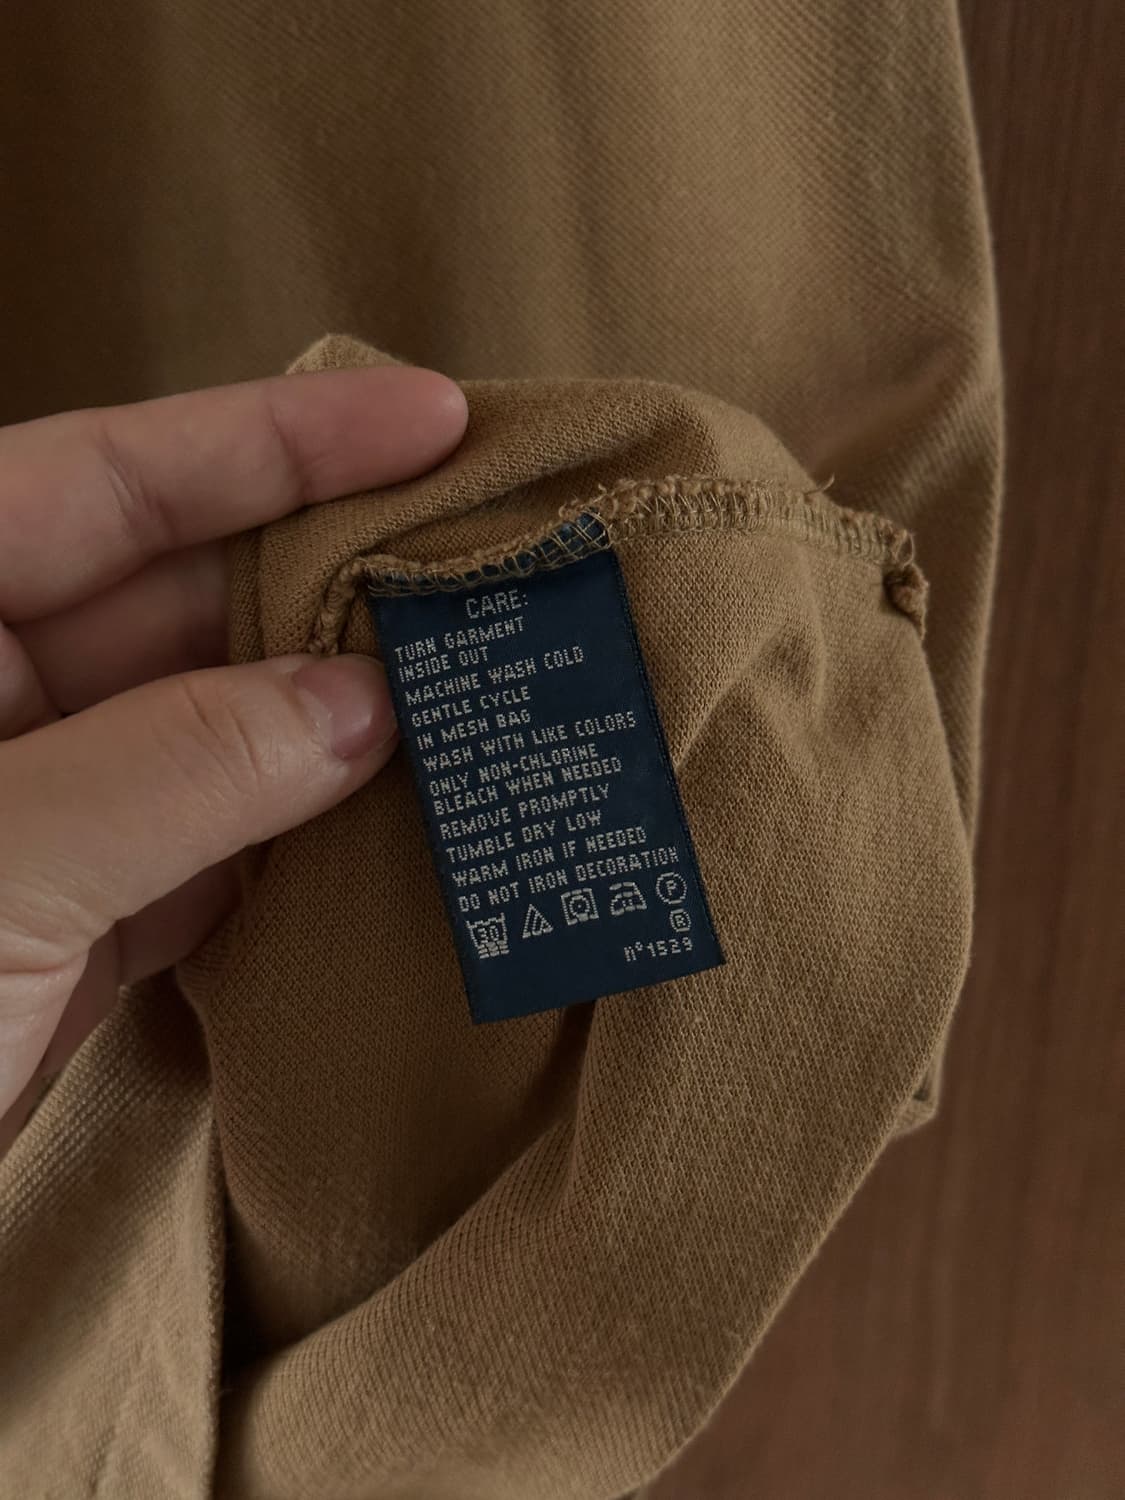 CARE:
TURN GARMENT
INSIDE OUT
MACHINE WASH COLD
GENTLE CYCLE
IN MESH BAG
WASH WITH LIKE COLORS
ONLY NON-CHLORINE
BLEACH WHEN NEEDED
REMOVE PROMPTLY
TUMBLE DRY LOW
WARM IRON IF NEEDED
DO NOT IRON DECORATION
30 F
®
n°1529